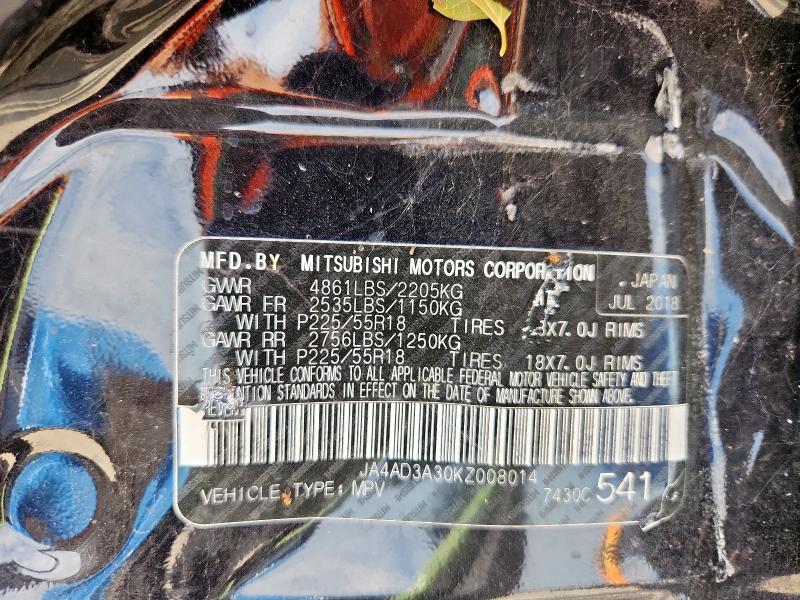 MFD.BY MITSUBISHI MOTORS CORPORATION
JAPAN
JUL 2018
GVWR 4861LBS/2205KG
GAWR FR 2535LBS/1150KG
WITH P225/55R18 TIRES X7.0J RIMS
GAWR RR 2756LBS/1250KG
WITH P225/55R18 TIRES 18X7.0J RIMS
THIS VEHICLE CONFORMS TO ALL APPLICABLE FEDERAL MOTOR VEHICLE SAFETY AND THEFT
STANDARDS IN EFFECT ON THE DATE OF MANUFACTURE SHOWN ABOVE.
JA4AD3A30KZ008014
VEHICLE TYPE: MPV 7430C 541